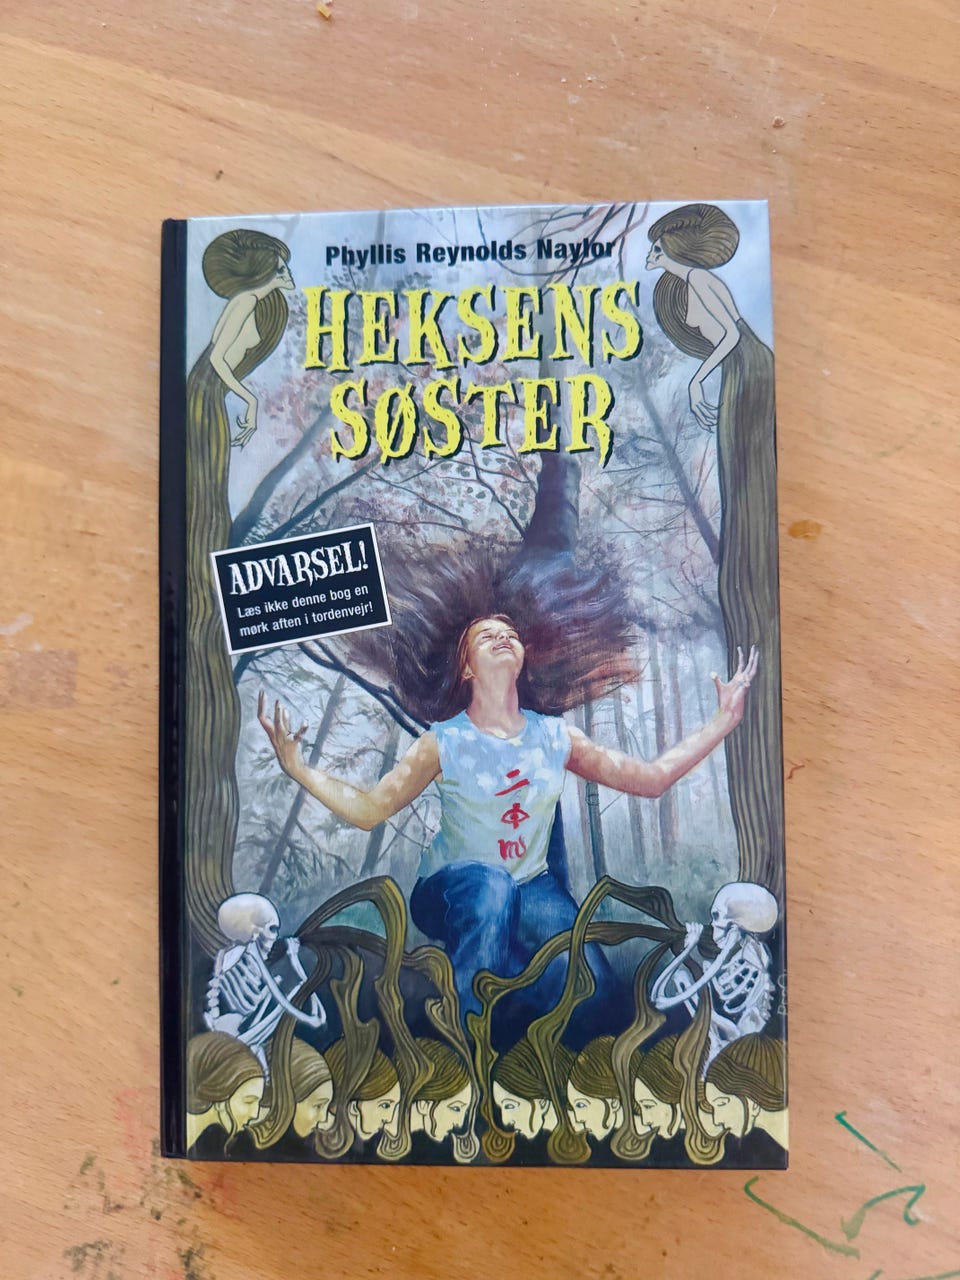 Phyllis Reynolds Naylor
HEKSENS
SØSTER
ADVARSEL!
Læs ikke denne bog en
mørk aften i tordenvejr!